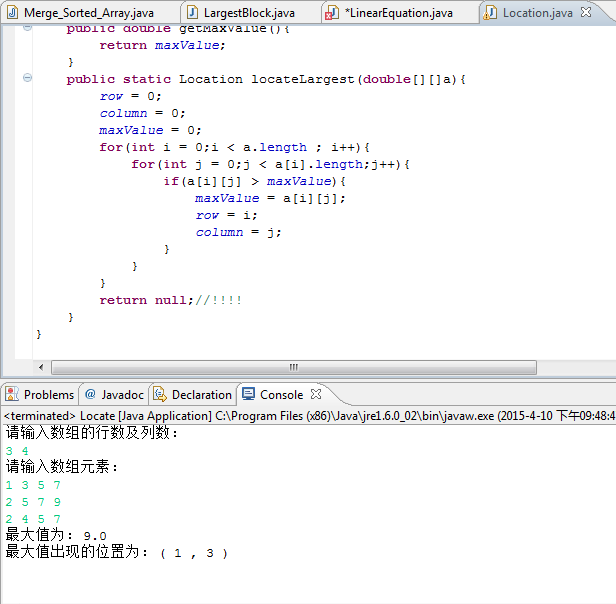 Merge_Sorted_Array.java LargestBlock.java *LinearEquation.java Location.java
public double getMaxValue(){
return maxValue;
}
public static Location locateLargest(double[][]a){
row = 0;
column = 0;
maxValue = 0;
for(int i = 0;i < a.length ; i++){
for(int j = 0;j < a[i].length;j++){
if(a[i][j] > maxValue){
maxValue = a[i][j];
row = i;
column = j;
}
}
}
return null;//!!!!
}
}
Problems @ Javadoc Declaration Console
<terminated> Locate [Java Application] C:\Program Files (x86)\Java\jre1.6.0_02\bin\javaw.exe (2015-4-10 下午09:48:4
请输入数组的行数及列数：
3 4
请输入数组元素：
1 3 5 7
2 5 7 9
2 4 5 7
最大值为：9.0
最大值出现的位置为：( 1 , 3 )